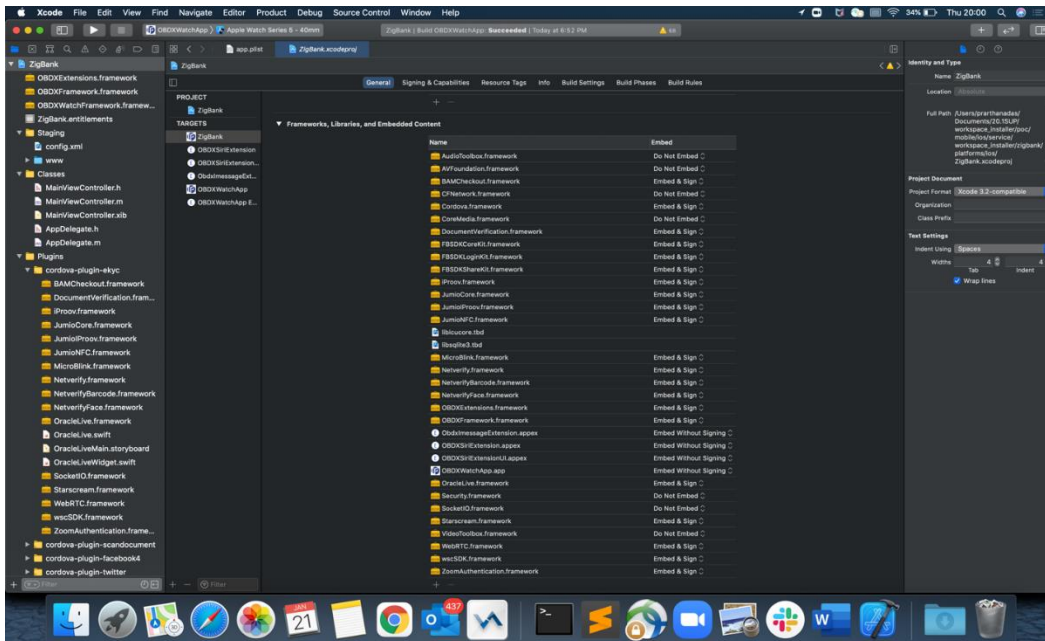 Xcode File Edit View Find Navigate Editor Product Debug Source Control Window Help
34% Thu 20:00
OBDXWatchApp Apple Watch Series 6 - 40mm
ZigBank | Build OBDXWatchApp: Succeeded | Today at 6:52 PM
app.plist
ZigBank.xcodeproj
ZigBank
OBDXExtensions.framework
OBDXFramework.framework
OBDXWatchFramework.framew...
ZigBank.entitlements
Staging
config.xml
www
Classes
MainViewController.h
MainViewController.m
MainViewController.xib
AppDelegate.h
AppDelegate.m
Plugins
cordova-plugin-ekyc
BAMCheckout.framework
DocumentVerification.fram...
iProov.framework
JumioCore.framework
JumioIProov.framework
JumioNFC.framework
MicroBlink.framework
Netverify.framework
NetverifyBarcode.framework
NetverifyFace.framework
OracleLive.framework
OracleLive.swift
OracleLiveMain.storyboard
OracleLiveWidget.swift
SocketIO.framework
Starscream.framework
WebRTC.framework
wscSDK.framework
ZoomAuthentication.frame...
cordova-plugin-scandocument
cordova-plugin-facebook4
cordova-plugin-twitter
Filter
ZigBank
General Signing & Capabilities Resource Tags Info Build Settings Build Phases Build Rules
PROJECT
ZigBank
TARGETS
ZigBank
OBDXSiriExtension
OBDXSiriExtension...
ObdxImessageExt...
OBDXWatchApp
OBDXWatchApp E...
Filter
Frameworks, Libraries, and Embedded Content
Name Embed
AudioToolbox.framework Do Not Embed
AVFoundation.framework Do Not Embed
BAMCheckout.framework Embed & Sign
CFNetwork.framework Do Not Embed
Cordova.framework Embed & Sign
CoreMedia.framework Do Not Embed
DocumentVerification.framework Embed & Sign
FBSDKCoreKit.framework Embed & Sign
FBSDKLoginKit.framework Embed & Sign
FBSDKShareKit.framework Embed & Sign
iProov.framework Embed & Sign
JumioCore.framework Embed & Sign
JumioIProov.framework Embed & Sign
JumioNFC.framework Embed & Sign
libicucore.tbd
libsqlite3.tbd
MicroBlink.framework Embed & Sign
Netverify.framework Embed & Sign
NetverifyBarcode.framework Embed & Sign
NetverifyFace.framework Embed & Sign
OBDXExtensions.framework Embed & Sign
OBDXFramework.framework Embed & Sign
ObdxImessageExtension.appex Embed Without Signing
OBDXSiriExtension.appex Embed Without Signing
OBDXSiriExtensionUI.appex Embed Without Signing
OBDXWatchApp.app Embed Without Signing
OracleLive.framework Embed & Sign
Security.framework Do Not Embed
SocketIO.framework Do Not Embed
Starscream.framework Embed & Sign
VideoToolbox.framework Do Not Embed
WebRTC.framework Embed & Sign
wscSDK.framework Embed & Sign
ZoomAuthentication.framework Embed & Sign
Identity and Type
Name ZigBank
Location Absolute
Full Path /Users/prarthanadas/
Documents/20.1SUP/
workspace_installer/poc/
mobile/ios/service/
workspace_installer/zigbank/
platforms/ios/
ZigBank.xcodeproj
Project Document
Project Format Xcode 3.2-compatible
Organization
Class Prefix
Text Settings
Indent Using Spaces
Widths 4 4
Tab Indent
Wrap lines
JAN
21
437